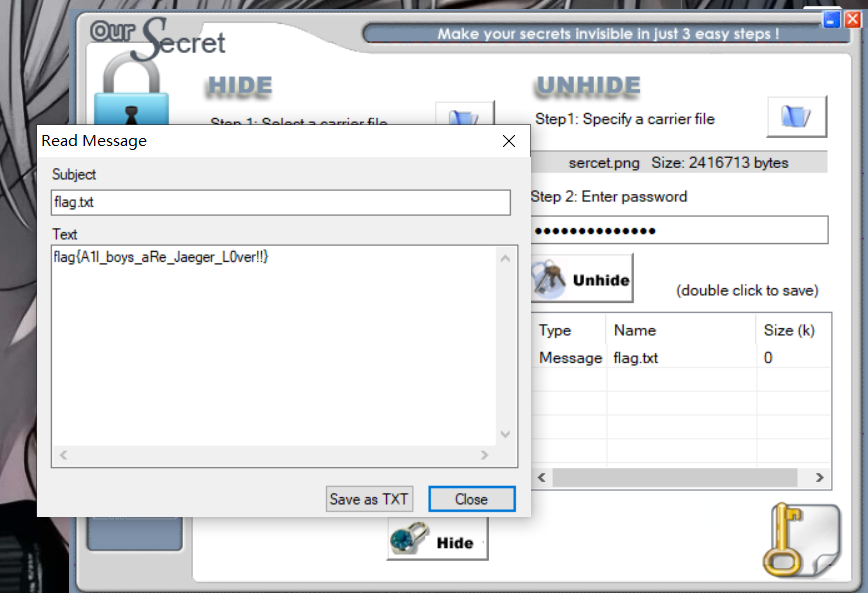 Our Secret
Make your secrets invisible in just 3 easy steps !
HIDE
UNHIDE
Step 1: Select a carrier file
Step1: Specify a carrier file
sercet.png Size: 2416713 bytes
Step 2: Enter password
••••••••••••••
Unhide
(double click to save)
Type Name Size (k)
Message flag.txt 0
Read Message
Subject
flag.txt
Text
flag{A1l_boys_aRe_Jaeger_L0ver!!}
Save as TXT
Close
Hide